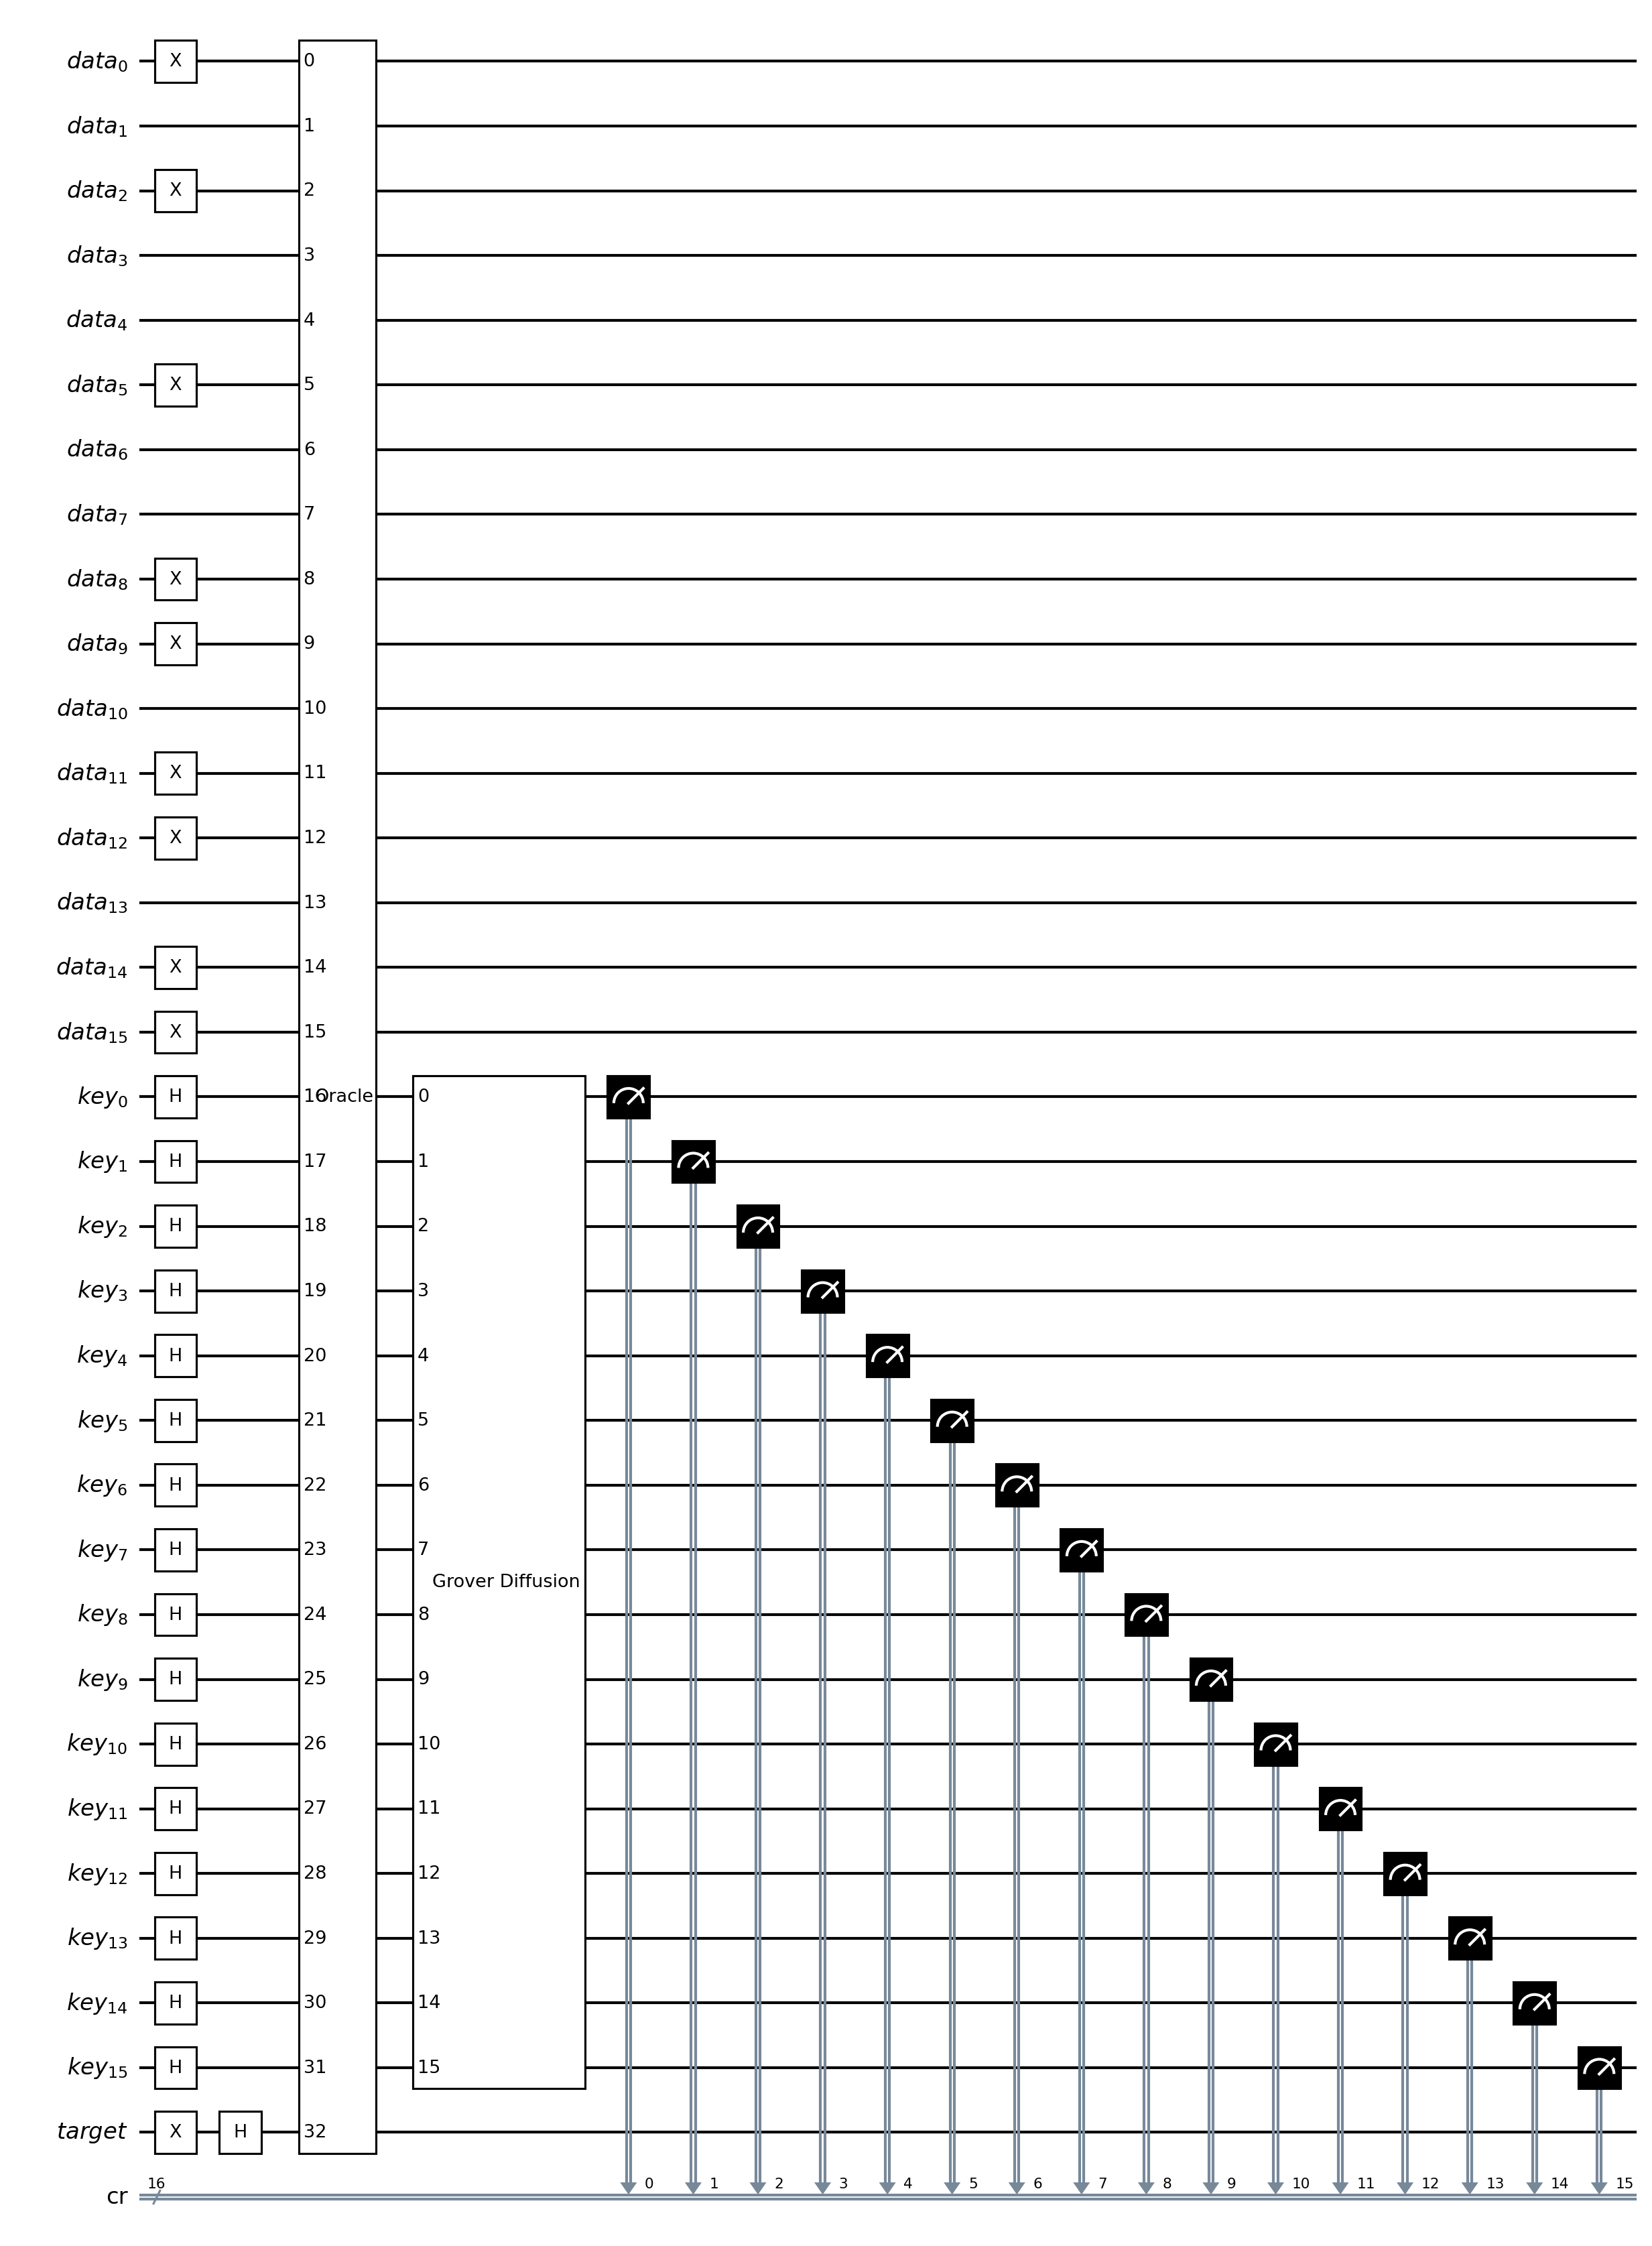 data0 X 0
data1 1
data2 X 2
data3 3
data4 4
data5 X 5
data6 6
data7 7
data8 X 8
data9 X 9
data10 10
data11 X 11
data12 X 12
data13 13
data14 X 14
data15 X 15
key0 H 16 Oracle 0
key1 H 17 1
key2 H 18 2
key3 H 19 3
key4 H 20 4
key5 H 21 5
key6 H 22 6
key7 H 23 7
Grover Diffusion
key8 H 24 8
key9 H 25 9
key10 H 26 10
key11 H 27 11
key12 H 28 12
key13 H 29 13
key14 H 30 14
key15 H 31 15
target X H 32
16 0 1 2 3 4 5 6 7 8 9 10 11 12 13 14 15
cr